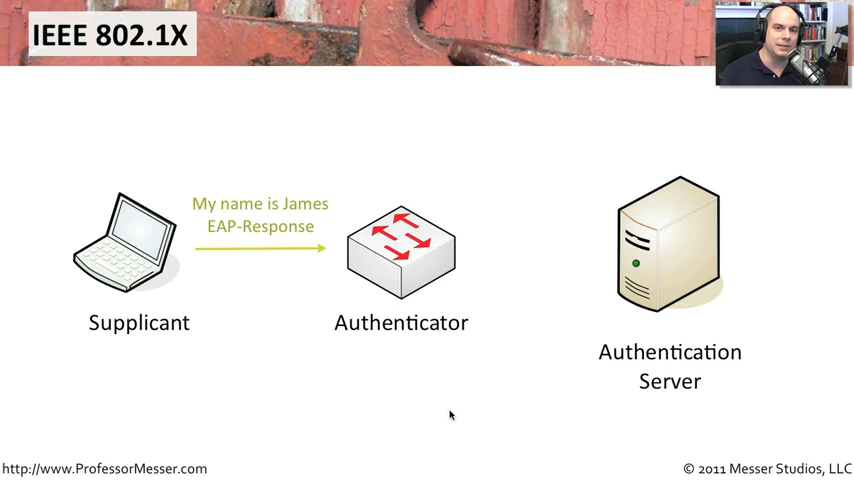 IEEE 802.1X
My name is James
EAP-Response
Supplicant
Authenticator
Authentication
Server
http://www.ProfessorMesser.com
© 2011 Messer Studios, LLC